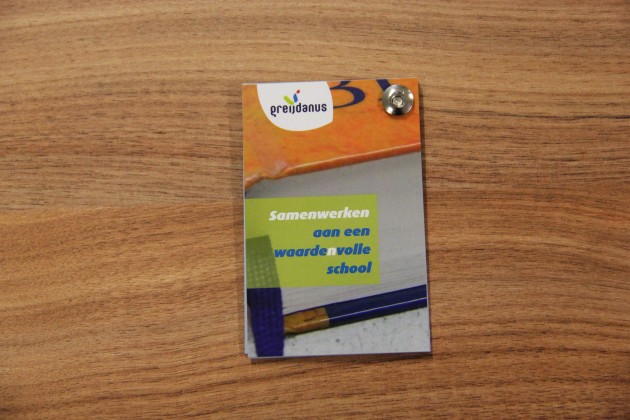 greijdanus
Samenwerken
aan een
waardenvolle
school